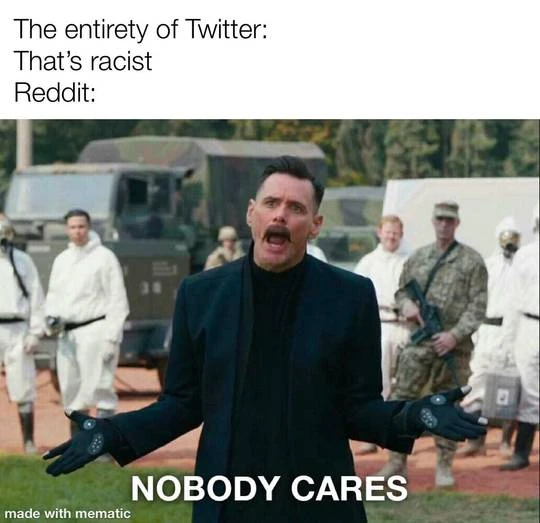 The entirety of Twitter:
That's racist
Reddit:
NOBODY CARES
made with mematic